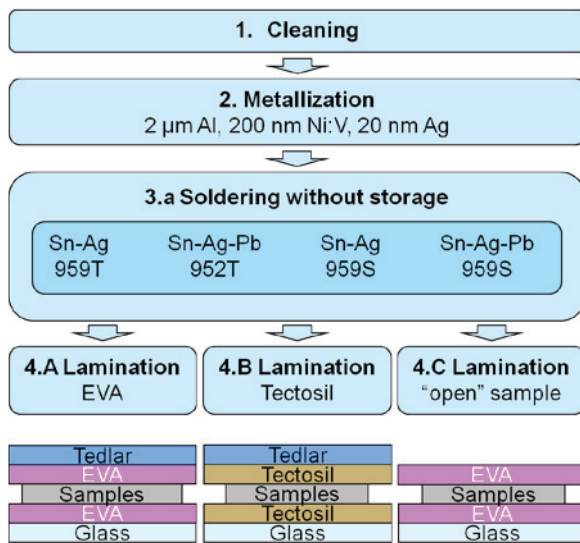 1. Cleaning
2. Metallization
2 µm Al, 200 nm Ni:V, 20 nm Ag
3.a Soldering without storage
Sn-Ag Sn-Ag-Pb Sn-Ag Sn-Ag-Pb
959T 952T 959S 959S
4.A Lamination
EVA
4.B Lamination
Tectosil
4.C Lamination
“open” sample
Tedlar
EVA
Samples
EVA
Glass
Tedlar
Tectosil
Samples
Tectosil
Glass
EVA
Samples
EVA
Glass